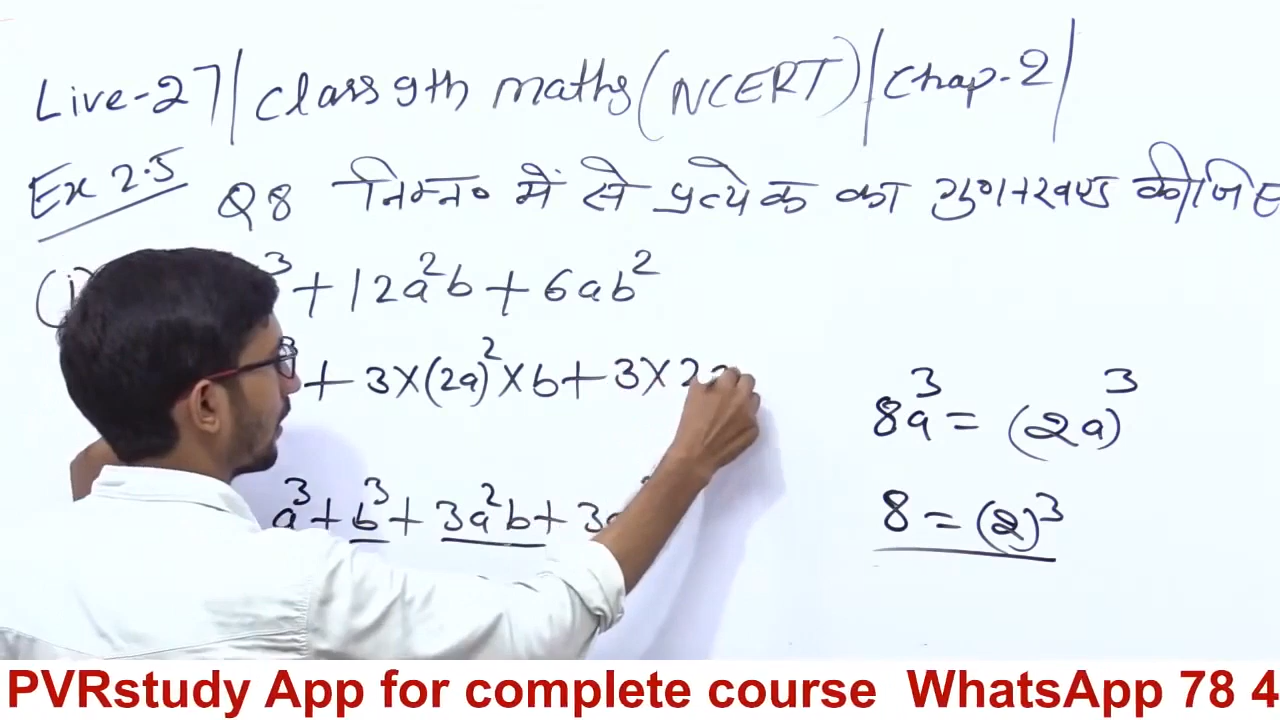 Live-27| class 9th maths (NCERT) | Chap-2 |
Ex 2.5 Q8 निम्न० में से प्रत्येक का गुणनखण्ड कीजिए
³ + 12a²b + 6ab²
+ 3×(2a)²×b + 3×2a
8a³ = (2a)³
a³ + b³ + 3a²b + 3a
8 = (2)³
PVRstudy App for complete course WhatsApp 78 4